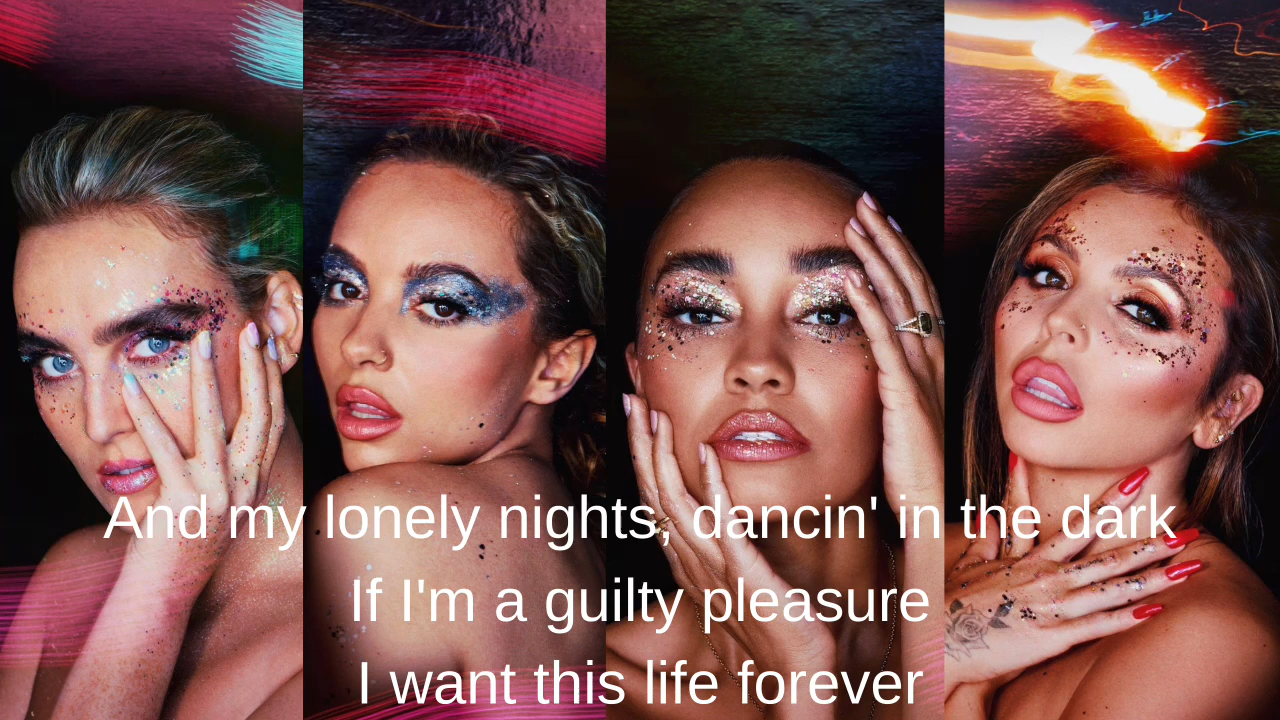 And my lonely nights, dancin' in the dark
If I'm a guilty pleasure
I want this life forever